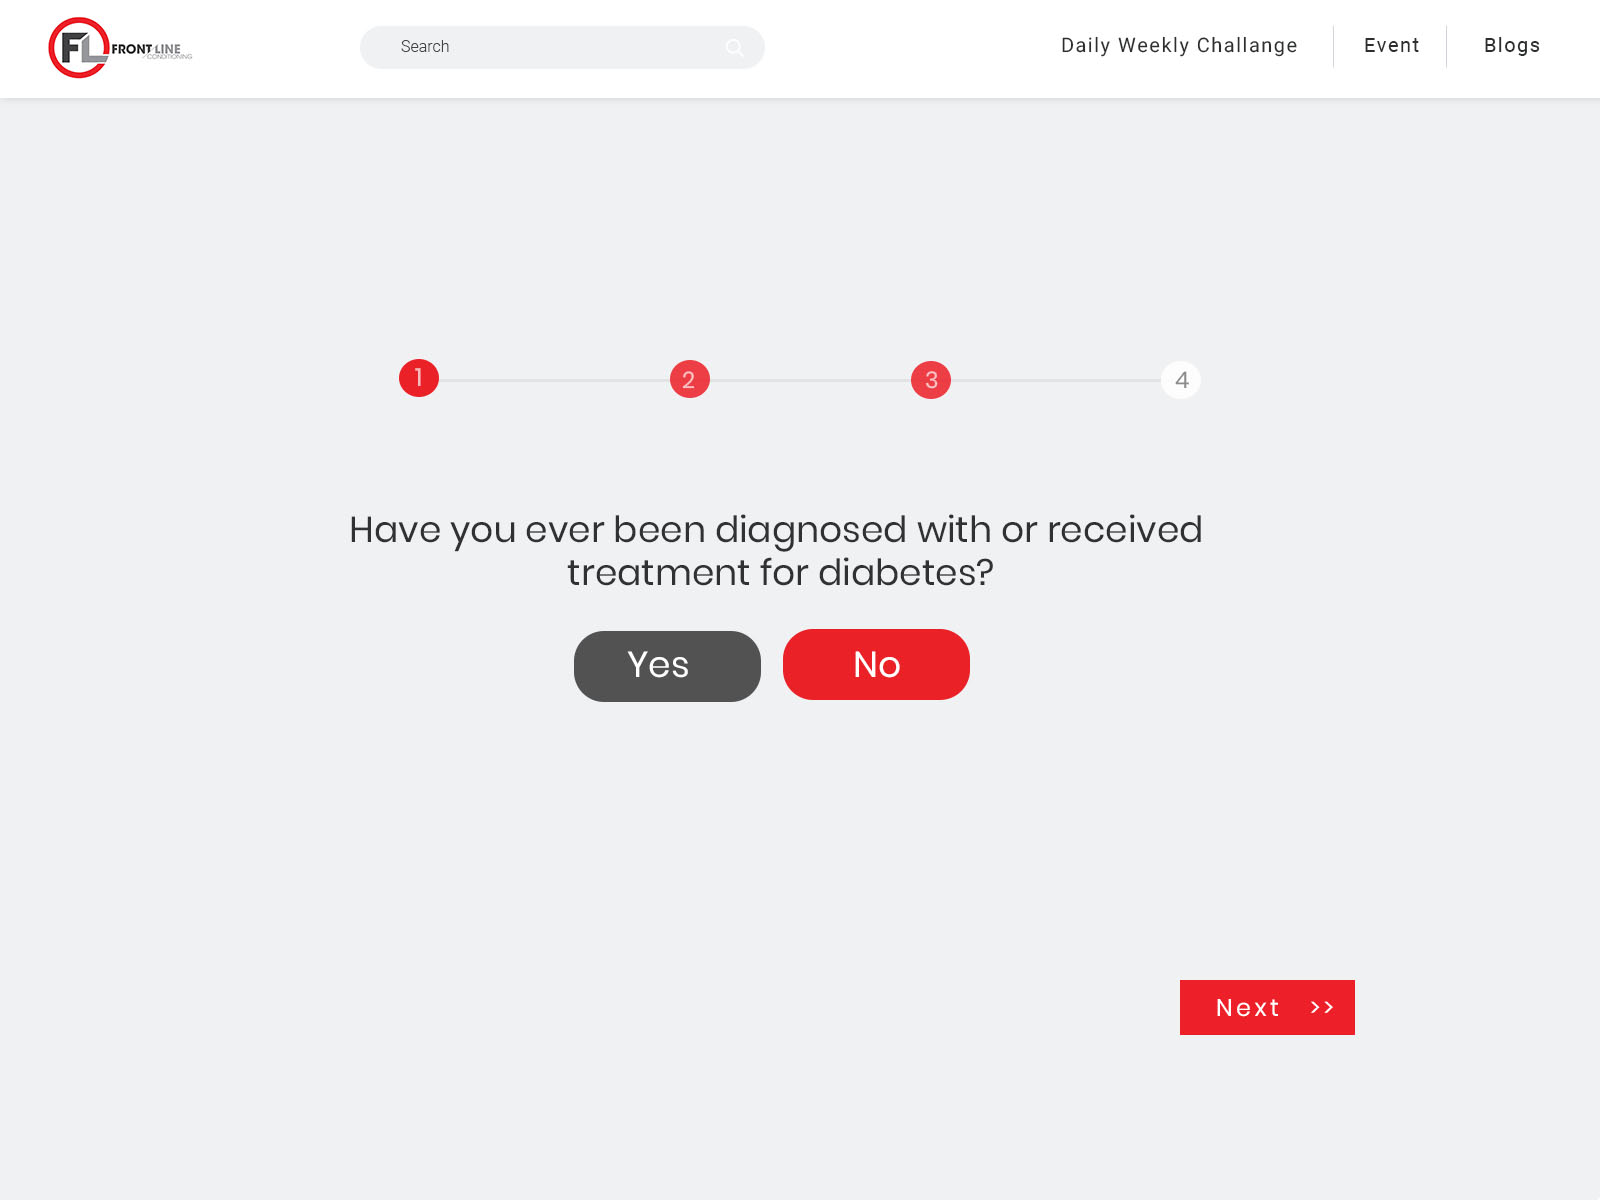 FL FRONT LINE
CONDITIONING
Search
Daily Weekly Challange
Event
Blogs
1
2
3
4
Have you ever been diagnosed with or received
treatment for diabetes?
Yes
No
Next >>